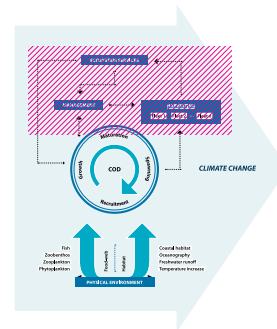 Maturation
Growth
COD
Spawning
Recruitment
CLIMATE CHANGE
Fish
Zoobenthos
Zooplankton
Phytoplankton
Foodweb
Habitat
Coastal habitat
Oceanography
Freshwater runoff
Temperature increase
PHYSICAL ENVIRONMENT